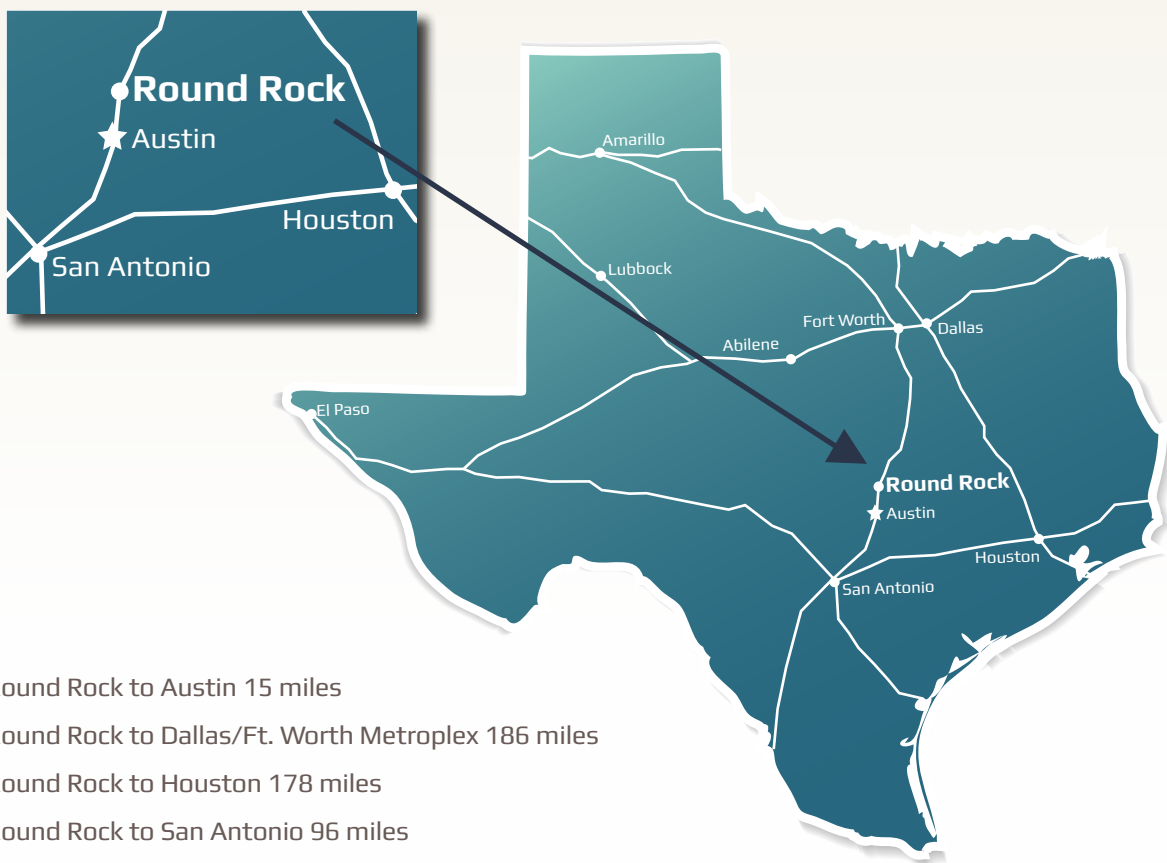 Round Rock
Austin
Houston
San Antonio
Amarillo
Lubbock
Fort Worth
Dallas
Abilene
El Paso
Round Rock
Austin
Houston
San Antonio
ound Rock to Austin 15 miles
ound Rock to Dallas/Ft. Worth Metroplex 186 miles
ound Rock to Houston 178 miles
ound Rock to San Antonio 96 miles